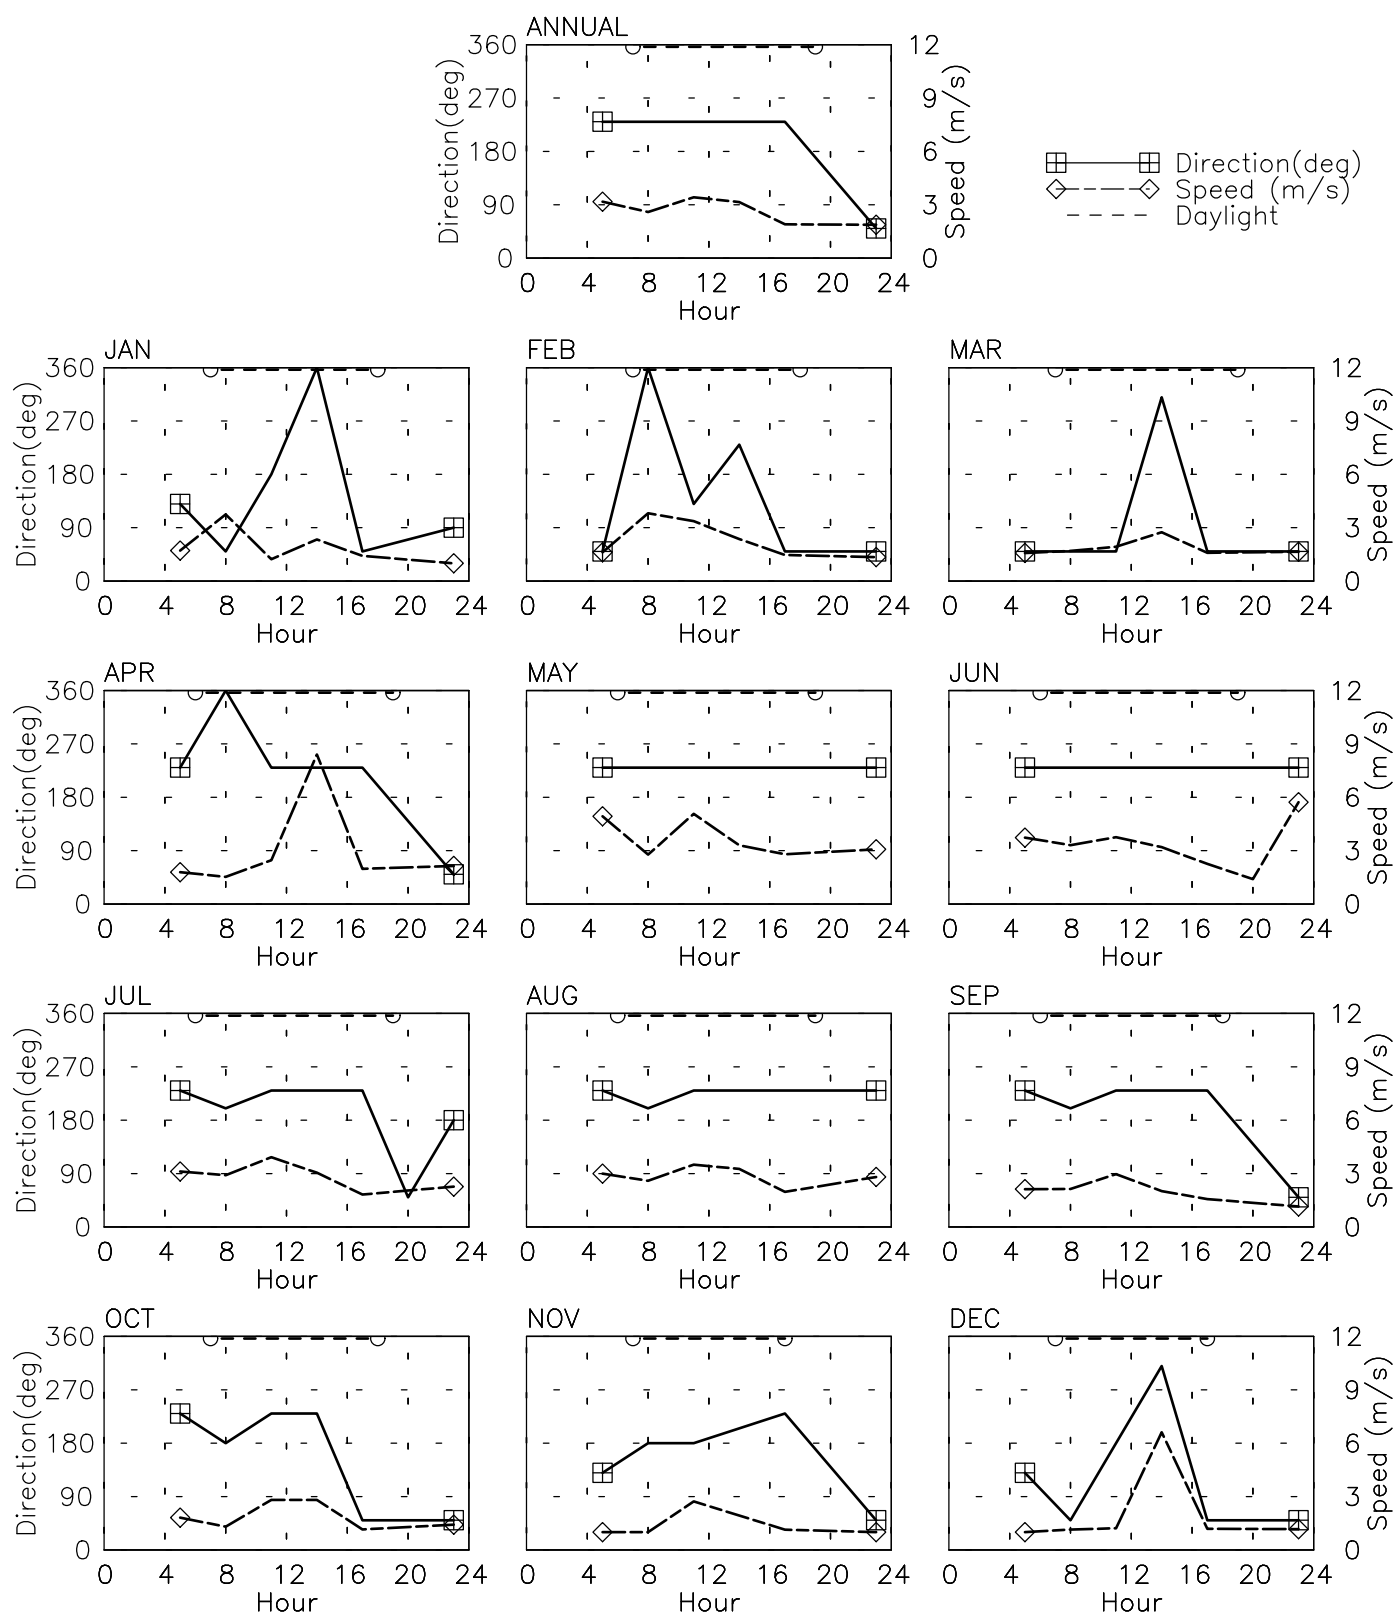 ANNUAL
360 12
270 9
180 6
90 3
0 0
Direction(deg)
Speed (m/s)
0 4 8 12 16 20 24
Hour
Direction(deg)
Speed (m/s)
Daylight
JAN FEB MAR
360 12
270 9
180 6
90 3
0 0
Direction(deg)
Speed (m/s)
0 4 8 12 16 20 24 0 4 8 12 16 20 24 0 4 8 12 16 20 24
Hour Hour Hour
APR MAY JUN
360 12
270 9
180 6
90 3
0 0
Direction(deg)
Speed (m/s)
0 4 8 12 16 20 24 0 4 8 12 16 20 24 0 4 8 12 16 20 24
Hour Hour Hour
JUL AUG SEP
360 12
270 9
180 6
90 3
0 0
Direction(deg)
Speed (m/s)
0 4 8 12 16 20 24 0 4 8 12 16 20 24 0 4 8 12 16 20 24
Hour Hour Hour
OCT NOV DEC
360 12
270 9
180 6
90 3
0 0
Direction(deg)
Speed (m/s)
0 4 8 12 16 20 24 0 4 8 12 16 20 24 0 4 8 12 16 20 24
Hour Hour Hour